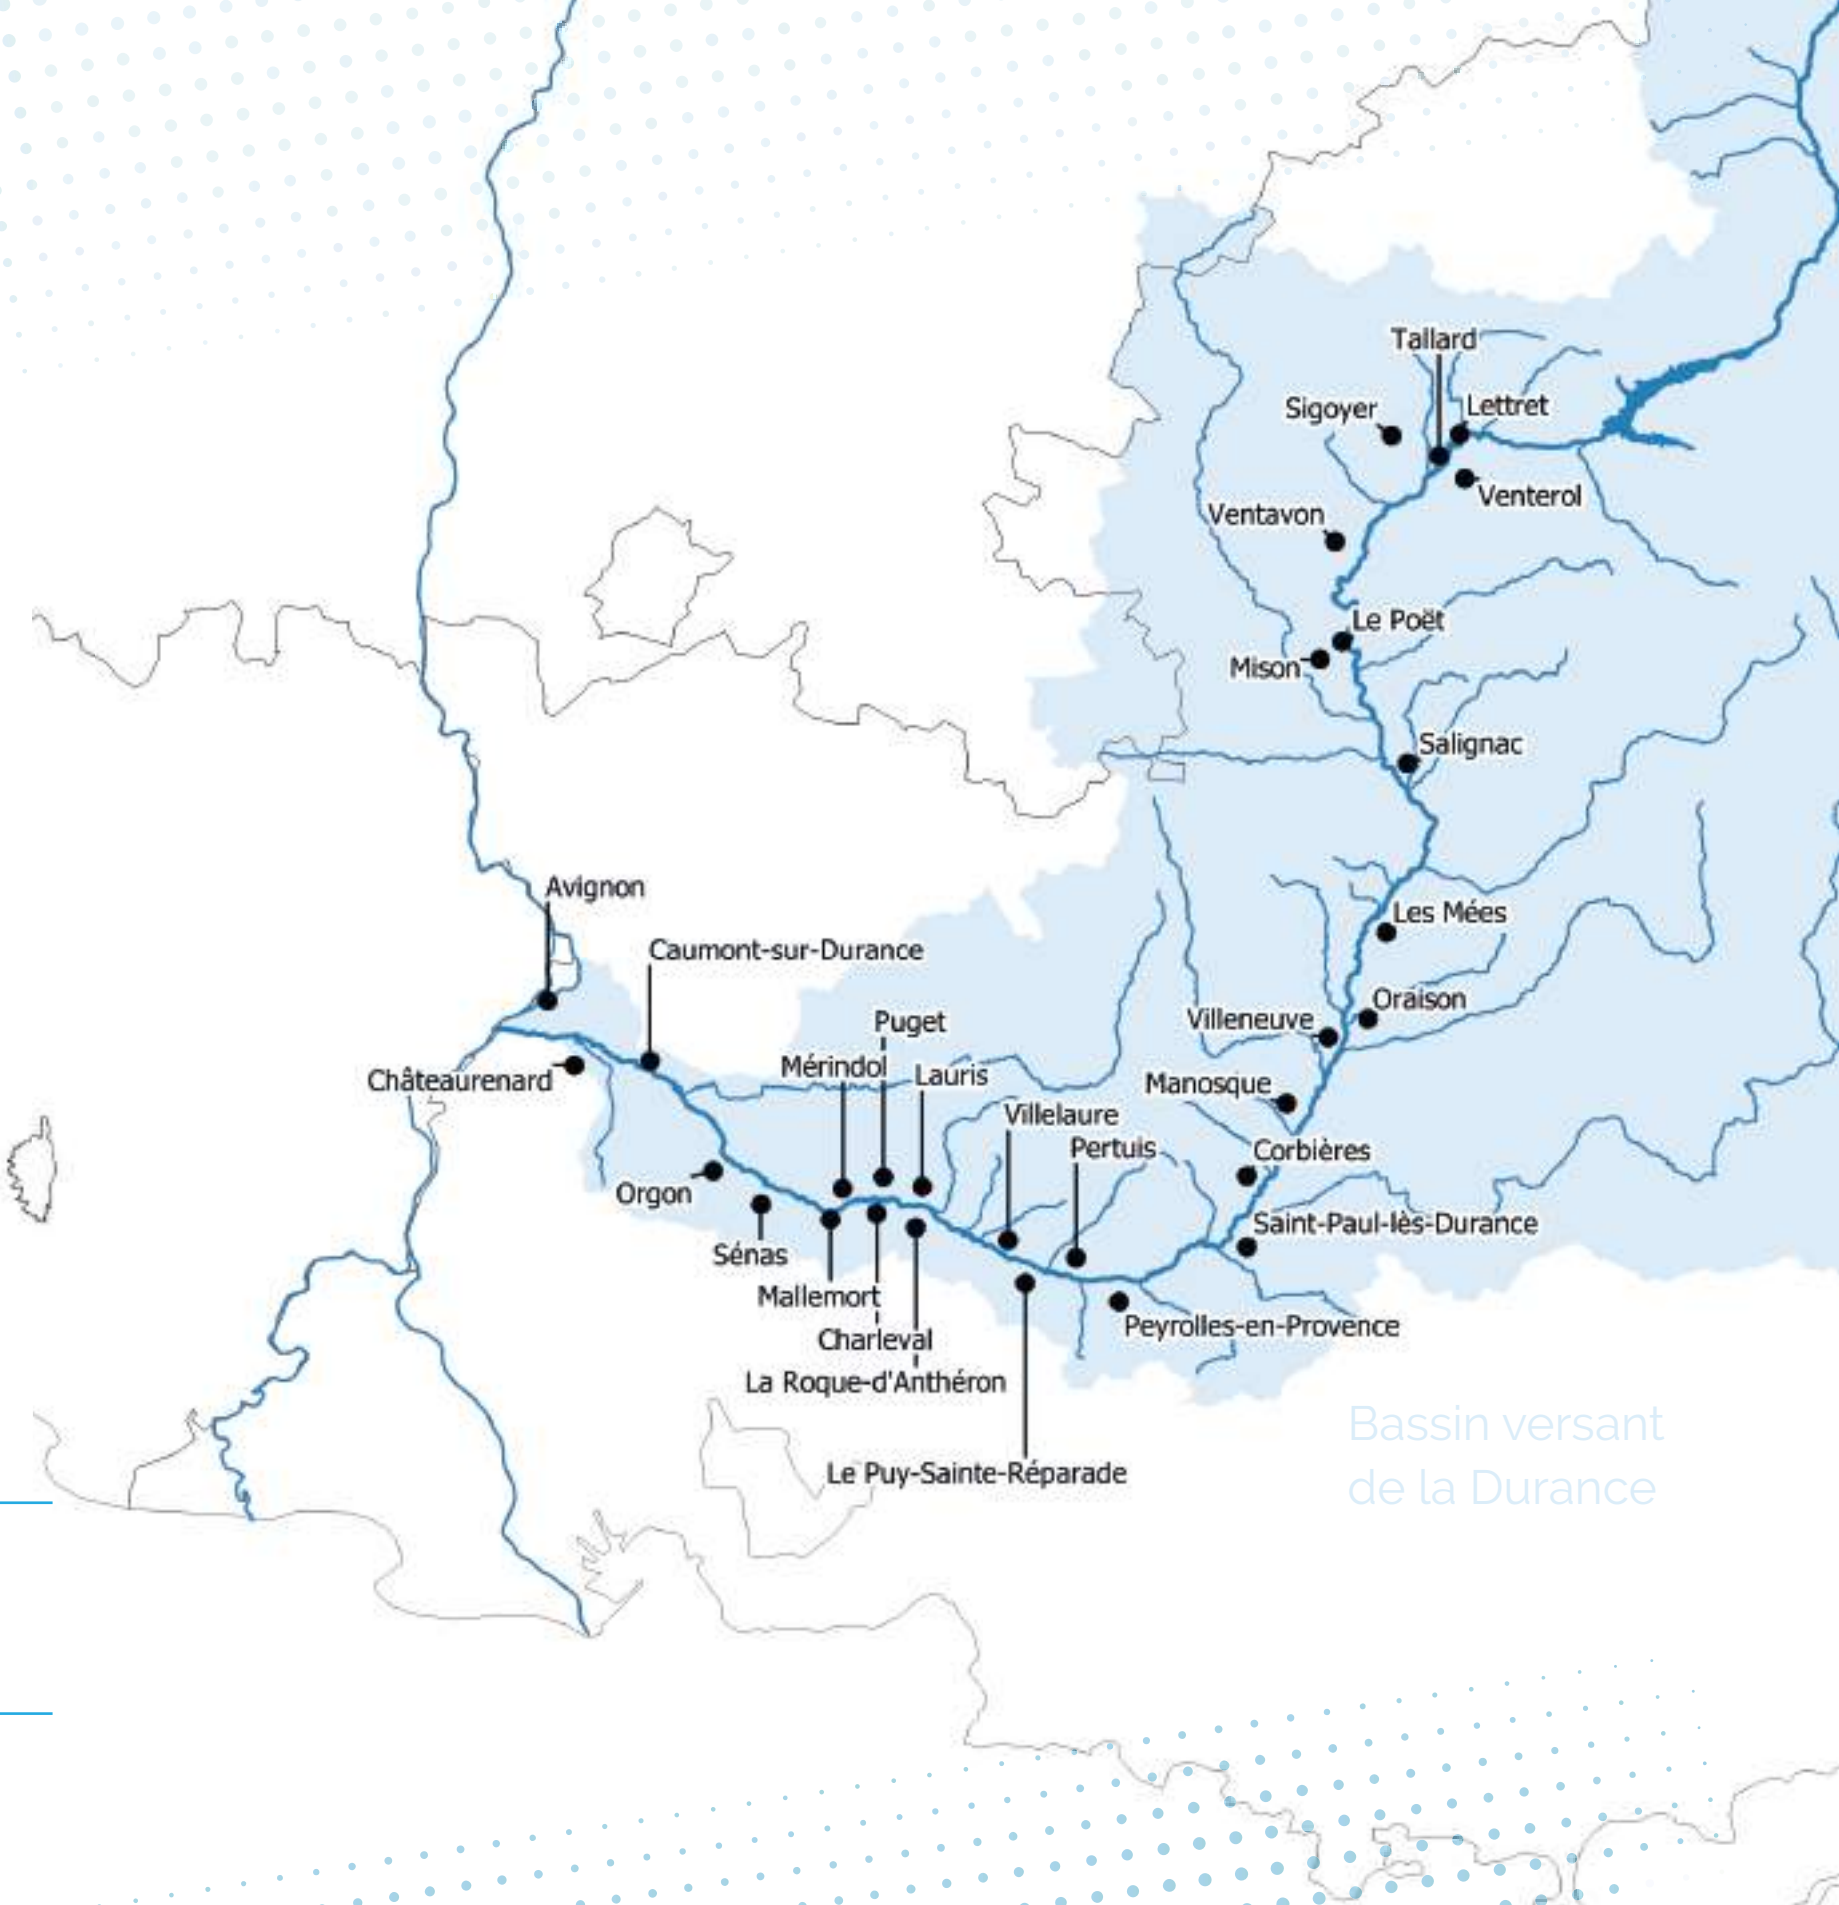 Tallard
Lettret
Sigoyer
Venterol
Ventavon
Le Poët
Mison
Salignac
Avignon
Les Mées
Caumont-sur-Durance
Oraison
Villeneuve
Puget
Mérindol
Lauris
Châteaurenard
Manosque
Villelaure
Pertuis
Corbières
Orgon
Saint-Paul-lès-Durance
Sénas
Mallemort
Peyrolles-en-Provence
Charleval
La Roque-d'Anthéron
Le Puy-Sainte-Réparade
Bassin versant
de la Durance